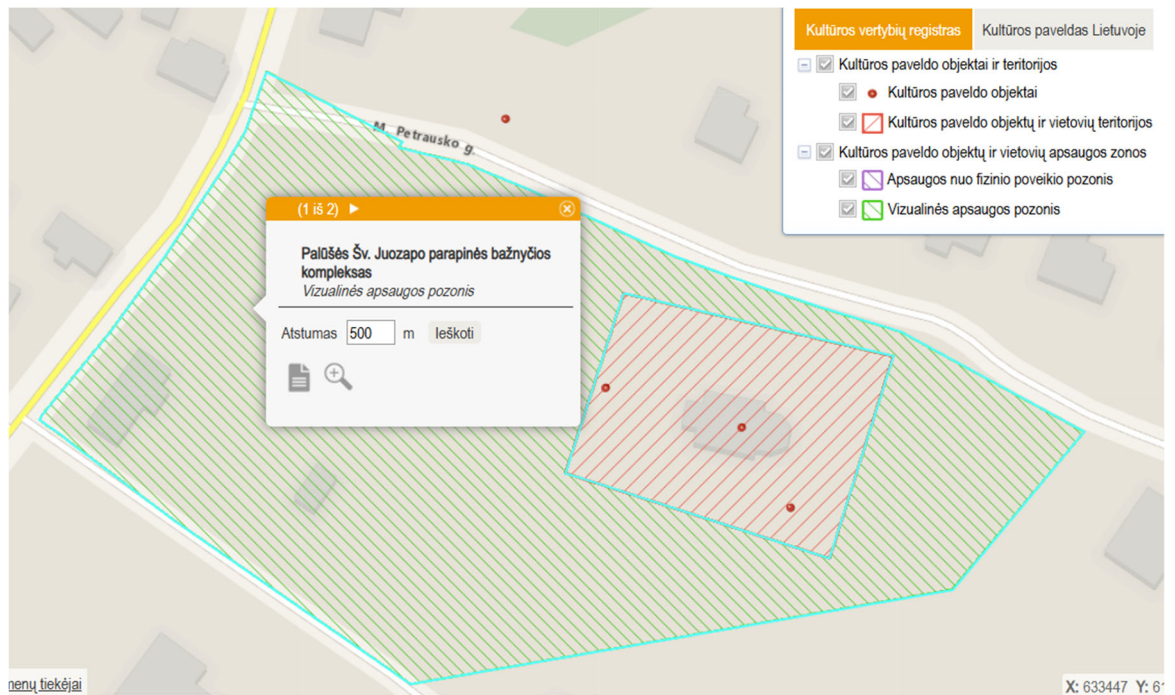 Kultūros vertybių registras
Kultūros paveldas Lietuvoje
Kultūros paveldo objektai ir teritorijos
Kultūros paveldo objektai
Kultūros paveldo objektų ir vietovių teritorijos
Kultūros paveldo objektų ir vietovių apsaugos zonos
Apsaugos nuo fizinio poveikio pozonis
Vizualinės apsaugos pozonis
M. Petrausko g.
(1 iš 2)
Palūšės Šv. Juozapo parapinės bažnyčios
kompleksas
Vizualinės apsaugos pozonis
Atstumas 500 m Ieškoti
menų tiekėjai
X: 633447 Y: 61